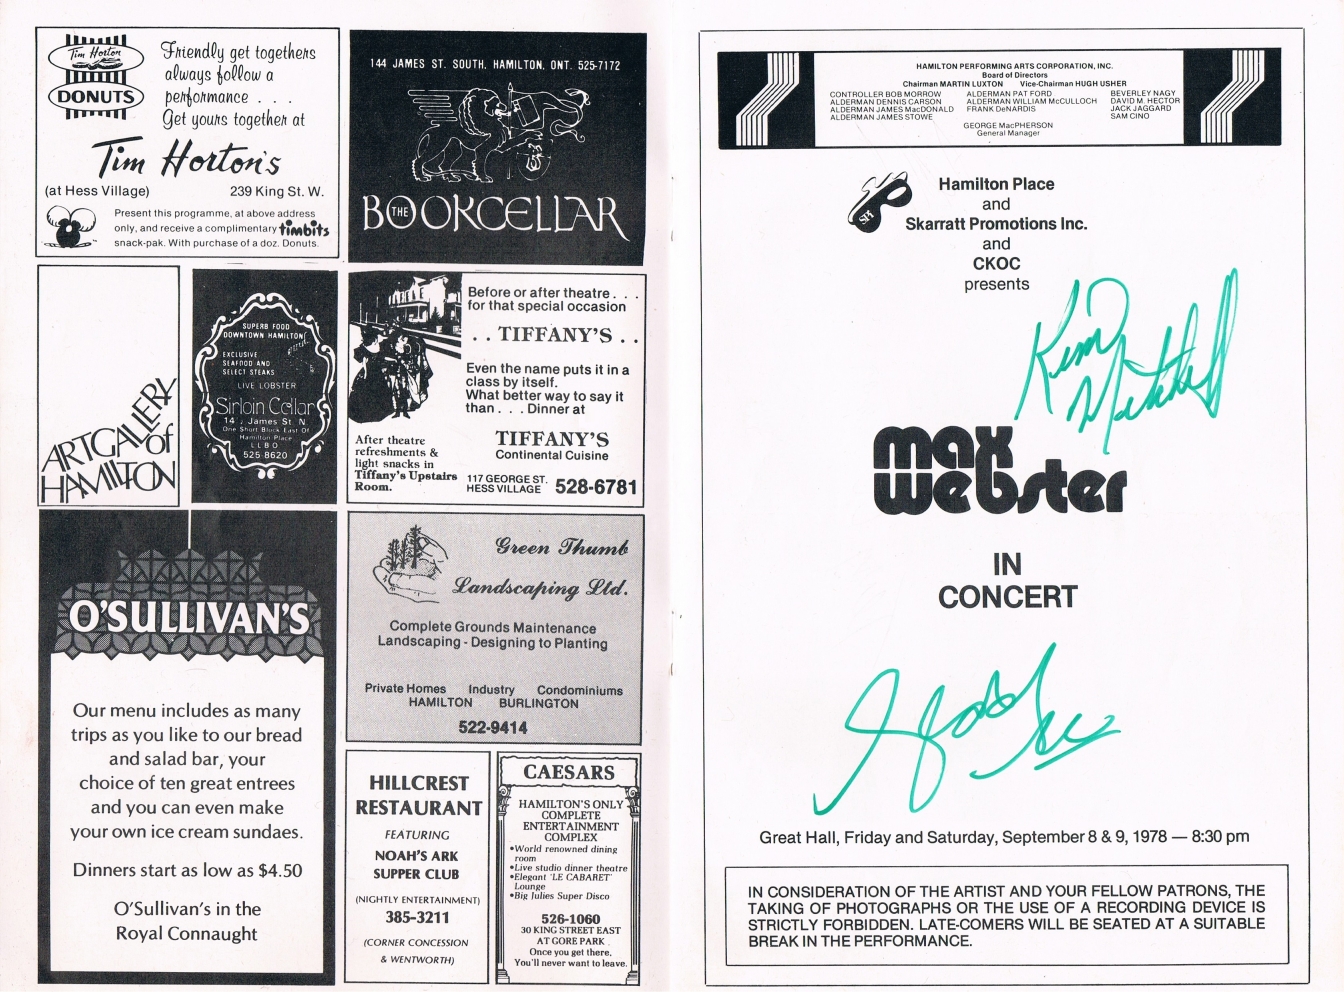 Tim Horton
DONUTS
Friendly get togethers
always follow a
performance . . .
Get yours together at
Tim Horton's
(at Hess Village) 239 King St. W.
Present this programme, at above address
only, and receive a complimentary timbits
snack-pak. With purchase of a doz. Donuts.
144 JAMES ST. SOUTH, HAMILTON, ONT. 525-7172
THE BOOKCELLAR
ART GALLERY of
HAMILTON
SUPERB FOOD
DOWNTOWN HAMILTON
EXCLUSIVE
SEAFOOD AND
SELECT STEAKS
LIVE LOBSTER
Sirloin Cellar
James St. N
One Short Block East Of
Hamilton Place
L L B O
525-8620
Before or after theatre . . .
for that special occasion
. . TIFFANY'S . .
Even the name puts it in a
class by itself.
What better way to say it
than . . . Dinner at
TIFFANY'S
Continental Cuisine
After theatre
refreshments &
light snacks in
Tiffany's Upstairs
Room.
117 GEORGE ST.
HESS VILLAGE 528-6781
O'SULLIVAN'S
Our menu includes as many
trips as you like to our bread
and salad bar, your
choice of ten great entrees
and you can even make
your own ice cream sundaes.
Dinners start as low as $4.50
O'Sullivan's in the
Royal Connaught
Green Thumb
Landscaping Ltd.
Complete Grounds Maintenance
Landscaping - Designing to Planting
Private Homes Industry Condominiums
HAMILTON BURLINGTON
522-9414
HILLCREST
RESTAURANT
FEATURING
NOAH'S ARK
SUPPER CLUB
(NIGHTLY ENTERTAINMENT)
385-3211
(CORNER CONCESSION
& WENTWORTH)
CAESARS
HAMILTON'S ONLY
COMPLETE
ENTERTAINMENT
COMPLEX
•World renowned dining
room
•Live studio dinner theatre
•Elegant 'LE CABARET'
Lounge
•Big Julies Super Disco
526-1060
30 KING STREET EAST
AT GORE PARK
Once you get there.
You'll never want to leave.
HAMILTON PERFORMING ARTS CORPORATION, INC.
Board of Directors
Chairman MARTIN LUXTON Vice-Chairman HUGH USHER
CONTROLLER BOB MORROW ALDERMAN PAT FORD BEVERLEY NAGY
ALDERMAN DENNIS CARSON ALDERMAN WILLIAM McCULLOCH DAVID M. HECTOR
ALDERMAN JAMES MacDONALD FRANK DeNARDIS JACK JAGGARD
ALDERMAN JAMES STOWE SAM CINO
GEORGE MacPHERSON
General Manager
Hamilton Place
and
Skarratt Promotions Inc.
and
CKOC
presents
Kim
Mitchell
max
webster
IN
CONCERT
Great Hall, Friday and Saturday, September 8 & 9, 1978 — 8:30 pm
IN CONSIDERATION OF THE ARTIST AND YOUR FELLOW PATRONS, THE
TAKING OF PHOTOGRAPHS OR THE USE OF A RECORDING DEVICE IS
STRICTLY FORBIDDEN. LATE-COMERS WILL BE SEATED AT A SUITABLE
BREAK IN THE PERFORMANCE.